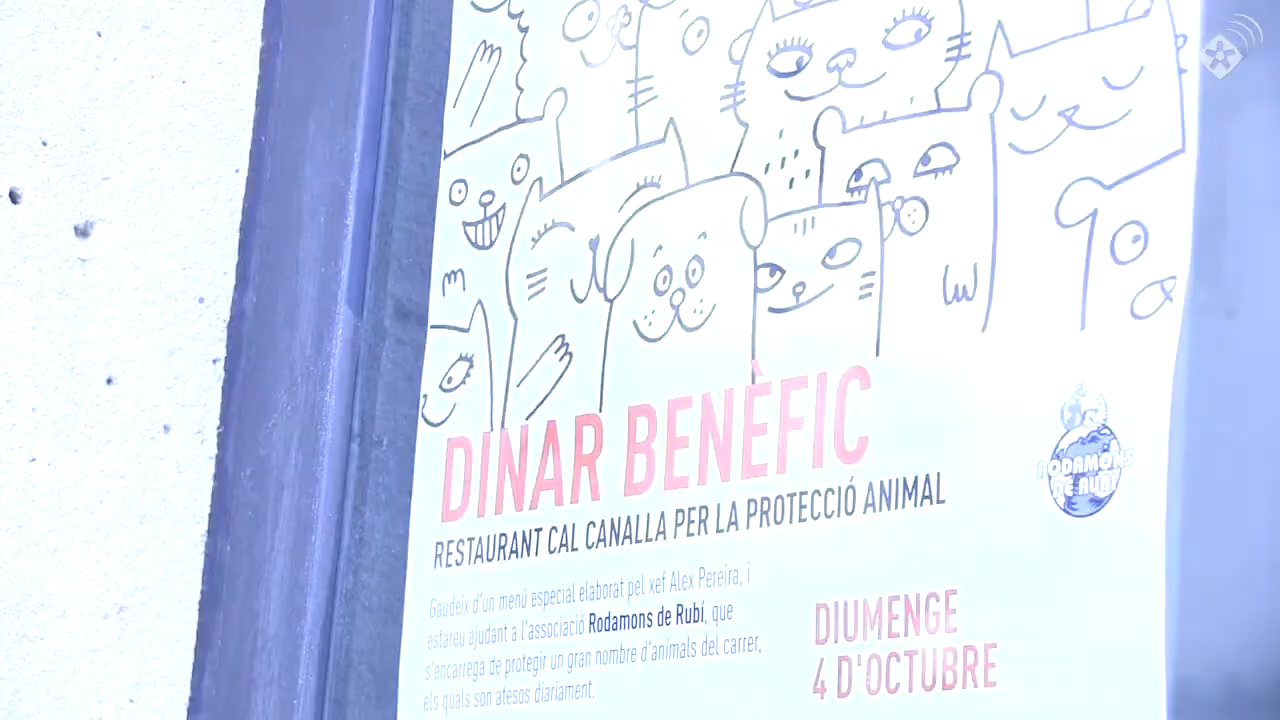 DINAR BENÈFIC
RESTAURANT CAL CANALLA PER LA PROTECCIÓ ANIMAL
Gaudeix d'un menú especial elaborat pel xef Alex Pereira, i
estareu ajudant a l'associació Rodamons de Rubí, que
s'encarrega de protegir un gran nombre d'animals del carrer,
els quals son atesos diariament.
RODAMONS
DE RUBÍ
DIUMENGE
4 D'OCTUBRE